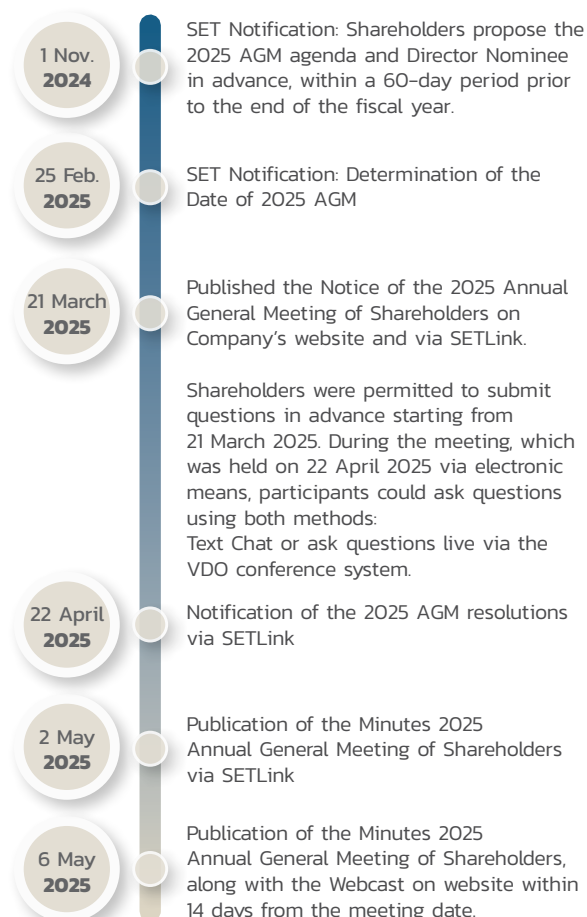 1 Nov.
2024
SET Notification: Shareholders propose the
2025 AGM agenda and Director Nominee
in advance, within a 60-day period prior
to the end of the fiscal year.
25 Feb.
2025
SET Notification: Determination of the
Date of 2025 AGM
21 March
2025
Published the Notice of the 2025 Annual
General Meeting of Shareholders on
Company's website and via SETLink.
Shareholders were permitted to submit
questions in advance starting from
21 March 2025. During the meeting, which
was held on 22 April 2025 via electronic
means, participants could ask questions
using both methods:
Text Chat or ask questions live via the
VDO conference system.
22 April
2025
Notification of the 2025 AGM resolutions
via SETLink
2 May
2025
Publication of the Minutes 2025
Annual General Meeting of Shareholders
via SETLink
6 May
2025
Publication of the Minutes 2025
Annual General Meeting of Shareholders,
along with the Webcast on website within
14 days from the meeting date.